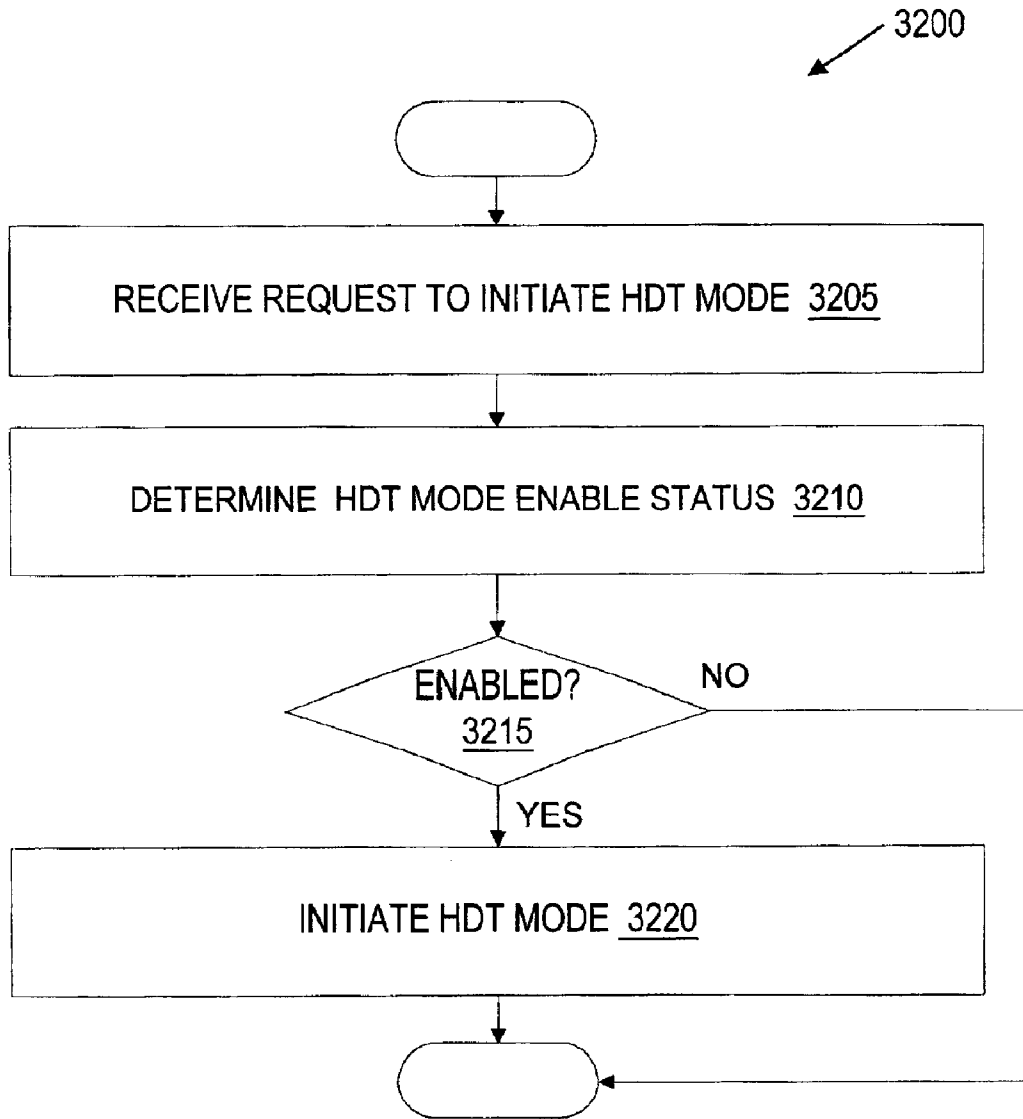 3200
RECEIVE REQUEST TO INITIATE HDT MODE 3205
DETERMINE HDT MODE ENABLE STATUS 3210
ENABLED?
3215
NO
YES
INITIATE HDT MODE 3220